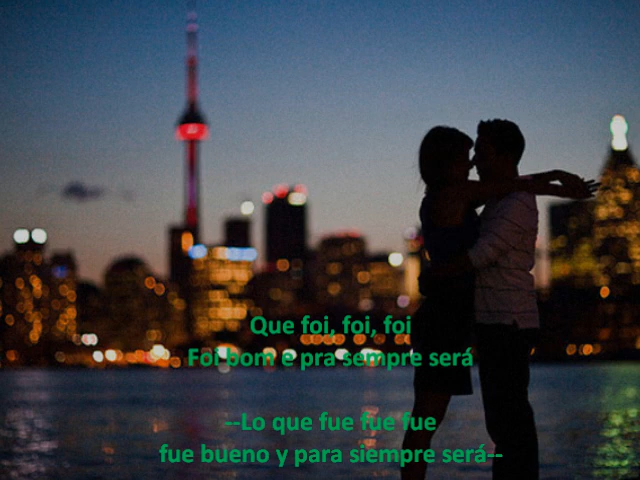 Que foi, foi, foi
Foi bom e pra sempre será
--Lo que fue fue fue
fue bueno y para siempre será--